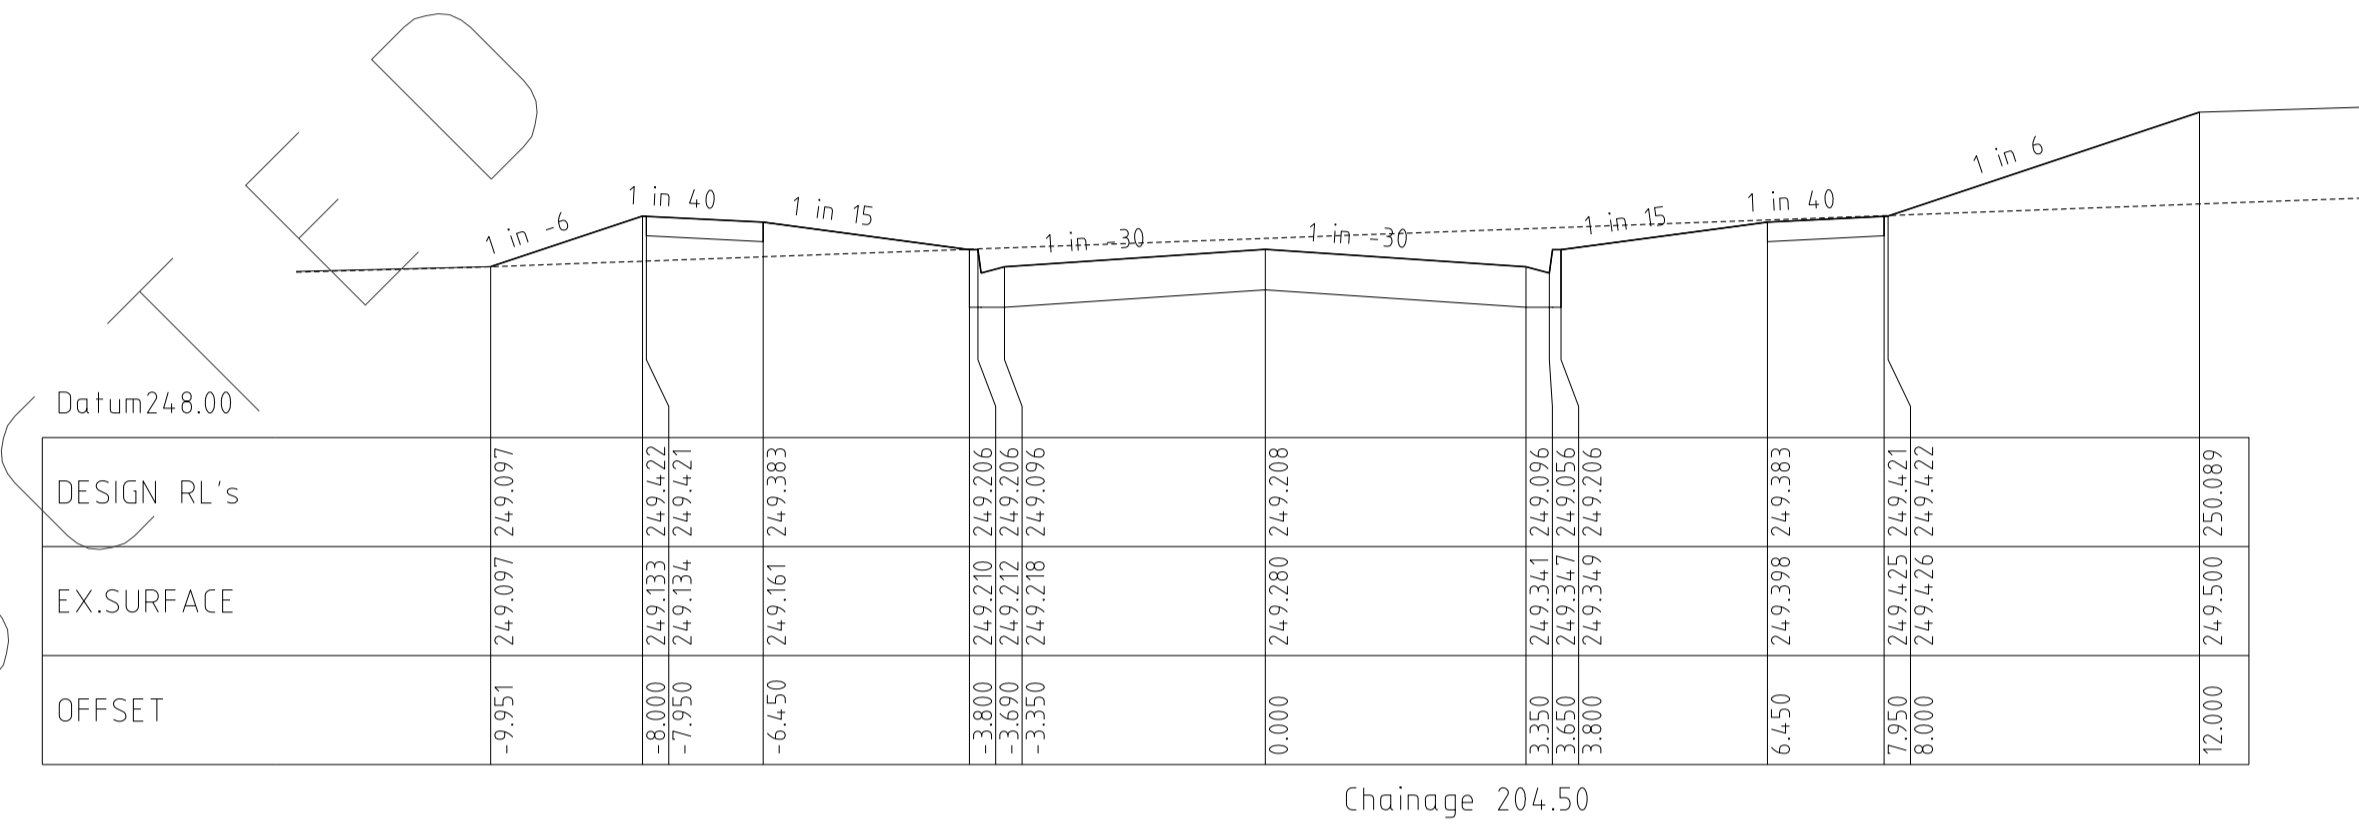 1 in -6
1 in 40
1 in 15
1 in -30
1 in -30
1 in 15
1 in 40
1 in 6
CTED
Datum248.00
DESIGN RL's 249.097 249.422 249.421 249.383 249.206 249.206 249.096 249.208 249.096 249.056 249.206 249.383 249.421 249.422 250.089
EX.SURFACE 249.097 249.133 249.134 249.161 249.210 249.212 249.218 249.280 249.341 249.347 249.349 249.398 249.425 249.426 249.500
OFFSET -9.951 -8.000 -7.950 -6.450 -3.800 -3.690 -3.350 0.000 3.350 3.650 3.800 6.450 7.950 8.000 12.000
Chainage 204.50